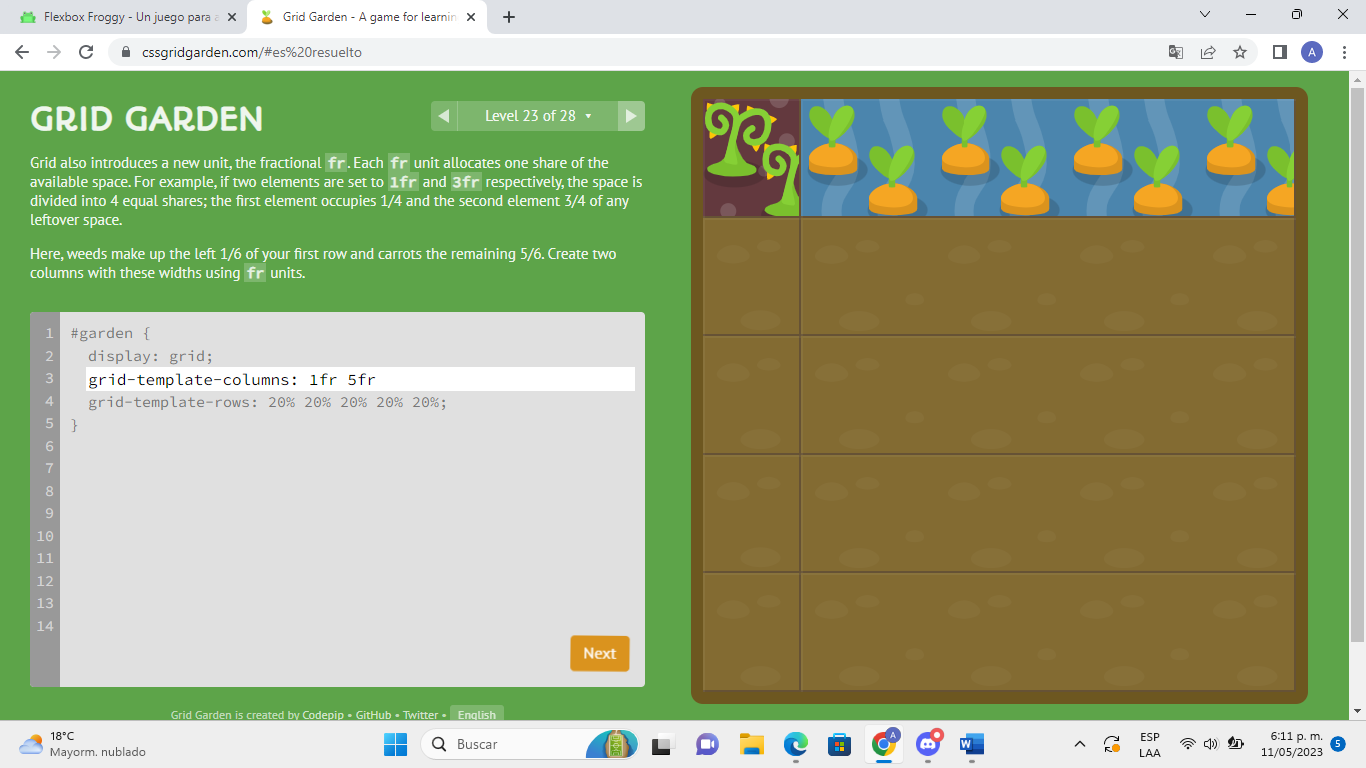 Flexbox Froggy - Un juego para a
Grid Garden - A game for learnin
cssgridgarden.com/#es%20resuelto
A
GRID GARDEN
Level 23 of 28
Grid also introduces a new unit, the fractional fr. Each fr unit allocates one share of the
available space. For example, if two elements are set to 1fr and 3fr respectively, the space is
divided into 4 equal shares; the first element occupies 1/4 and the second element 3/4 of any
leftover space.
Here, weeds make up the left 1/6 of your first row and carrots the remaining 5/6. Create two
columns with these widths using fr units.
1 #garden {
2 display: grid;
3 grid-template-columns: 1fr 5fr
4 grid-template-rows: 20% 20% 20% 20% 20%;
5 }
6
7
8
9
10
11
12
13
14
Next
Grid Garden is created by Codepip • GitHub • Twitter • English
18°C
Mayorm. nublado
Buscar
A
ESP
LAA
6:11 p. m.
11/05/2023
5